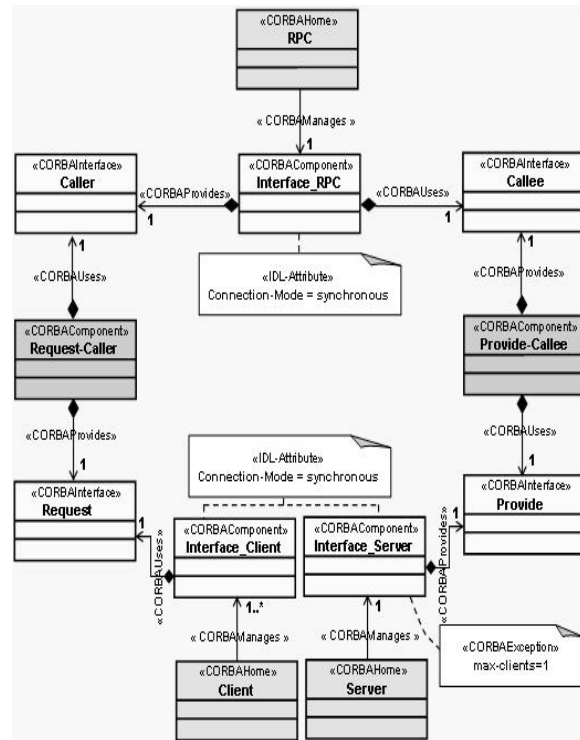 «CORBAHome»
RPC
« CORBAManages »
1
«CORBAInterface»
Caller
«CORBAProvides»
1
«CORBAComponent»
Interface_RPC
«CORBAUses»
1
«CORBAInterface»
Callee
1
«CORBAUses»
«IDL-Attribute»
Connection-Mode = synchronous
1
«CORBAProvides»
«CORBAComponent»
Request-Caller
«CORBAComponent»
Provide-Callee
«CORBAProvides»
1
«CORBAUses»
1
«IDL-Attribute»
Connection-Mode = synchronous
«CORBAInterface»
Request
1
«CORBAUses»
«CORBAComponent»
Interface_Client
«CORBAComponent»
Interface_Server
«CORBAProvides»
1
«CORBAInterface»
Provide
1..*
« CORBAManages »
1
«CORBAManages »
«CORBAException»
max-clients=1
«CORBAHome»
Client
«CORBAHome»
Server